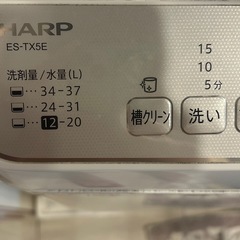 SHARP
ES-TX5E
洗剤量/水量(L)
…34-37
…24-31
…12-20
15
10
5分
槽クリーン
洗い